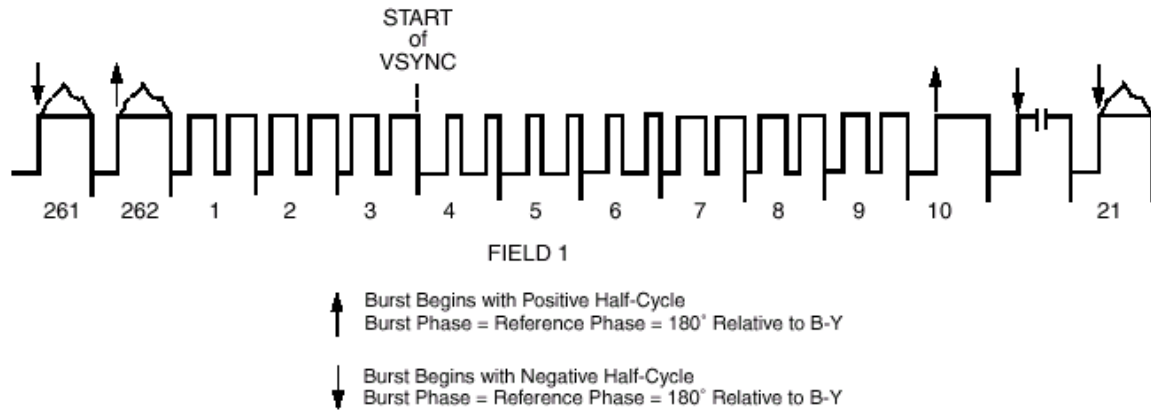 START
of
VSYNC
261 262 1 2 3 4 5 6 7 8 9 10 21
FIELD 1
Burst Begins with Positive Half-Cycle
Burst Phase = Reference Phase = 180° Relative to B-Y
Burst Begins with Negative Half-Cycle
Burst Phase = Reference Phase = 180° Relative to B-Y